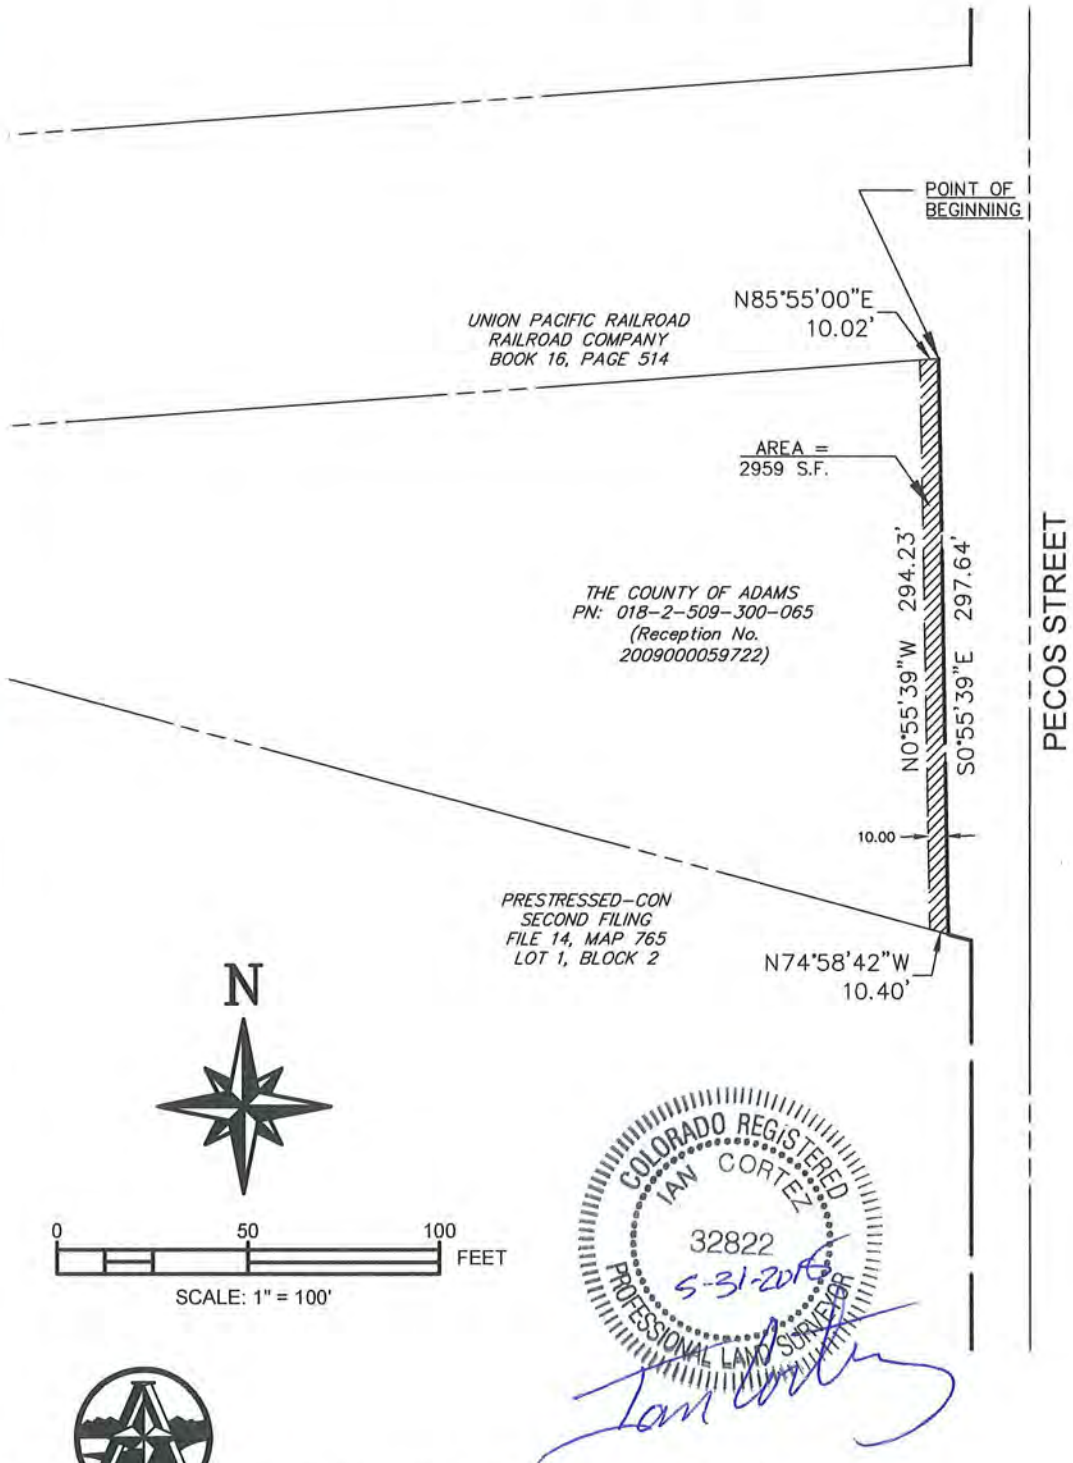 POINT OF
BEGINNING
N85°55'00"E
10.02'
UNION PACIFIC RAILROAD
RAILROAD COMPANY
BOOK 16, PAGE 514
AREA =
2959 S.F.
N0°55'39"W 294.23'
S0°55'39"E 297.64'
PECOS STREET
THE COUNTY OF ADAMS
PN: 018-2-509-300-065
(Reception No.
2009000059722)
10.00
PRESTRESSED-CON
SECOND FILING
FILE 14, MAP 765
LOT 1, BLOCK 2
N74°58'42"W
10.40'
N
0 50 100
FEET
SCALE: 1" = 100'
COLORADO REGISTERED
IAN CORTEZ
32822
PROFESSIONAL LAND SURVEYOR
Ian Cortez